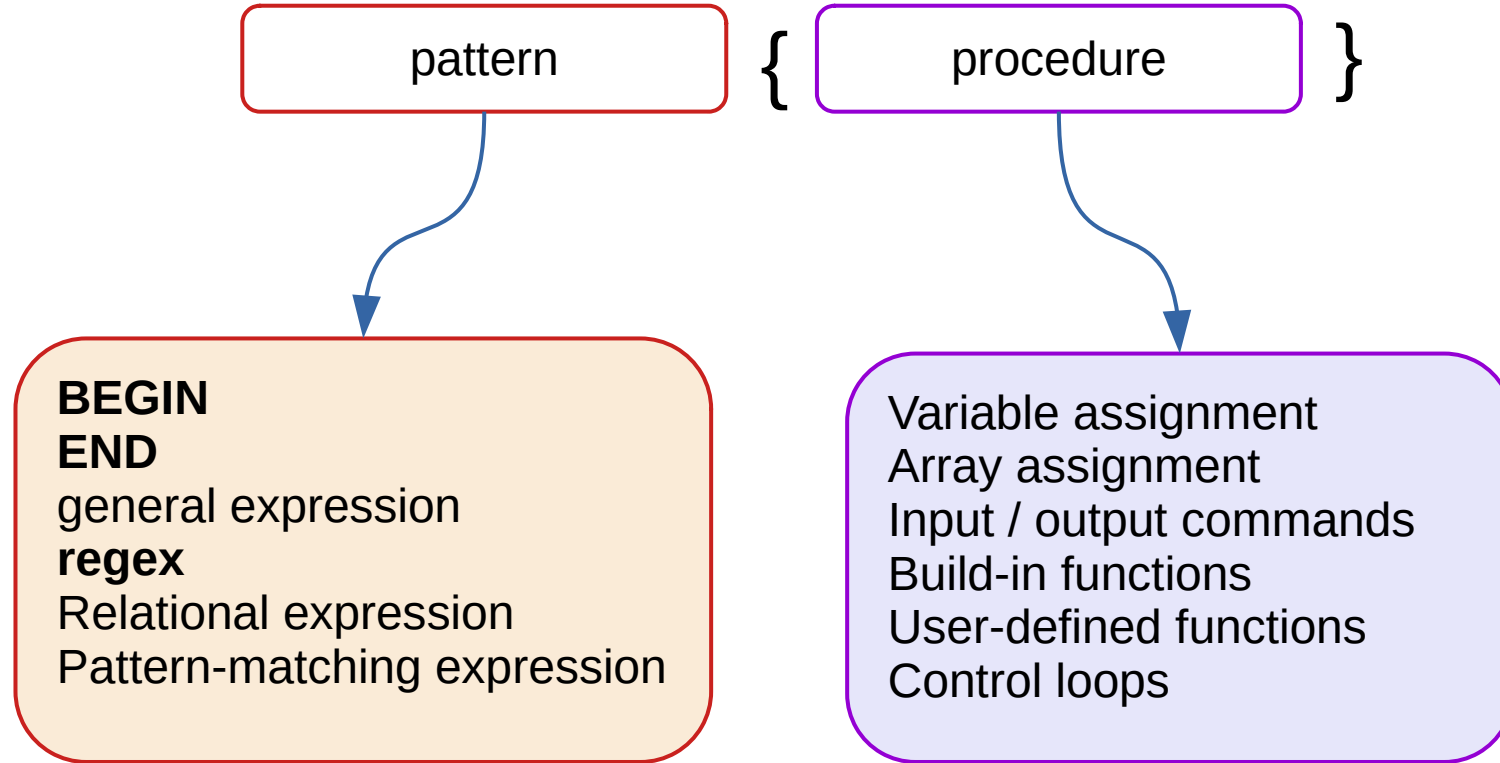 pattern { procedure }
BEGIN
END
general expression
regex
Relational expression
Pattern-matching expression
Variable assignment
Array assignment
Input / output commands
Build-in functions
User-defined functions
Control loops